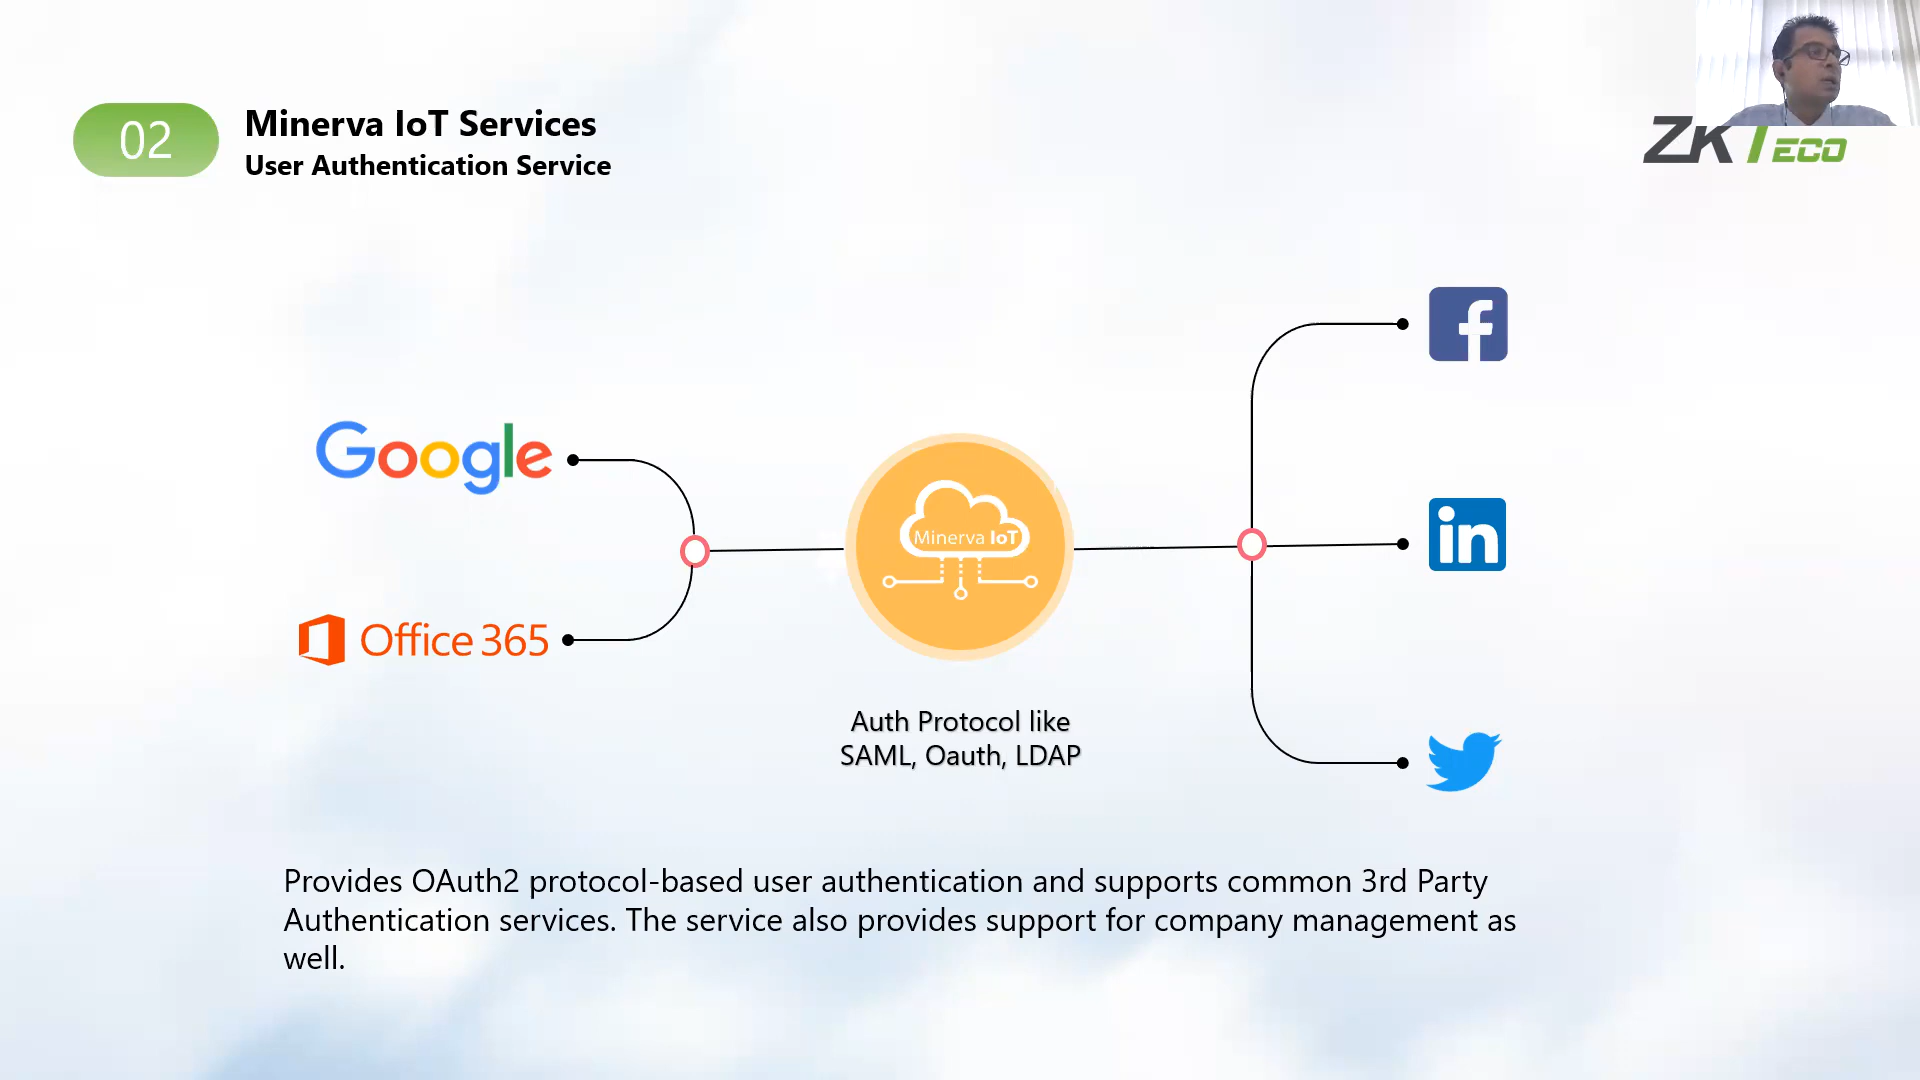 02
Minerva IoT Services
User Authentication Service
ZKTECO
Google
Office 365
Minerva IoT
f
in
Auth Protocol like
SAML, Oauth, LDAP
Provides OAuth2 protocol-based user authentication and supports common 3rd Party
Authentication services. The service also provides support for company management as
well.